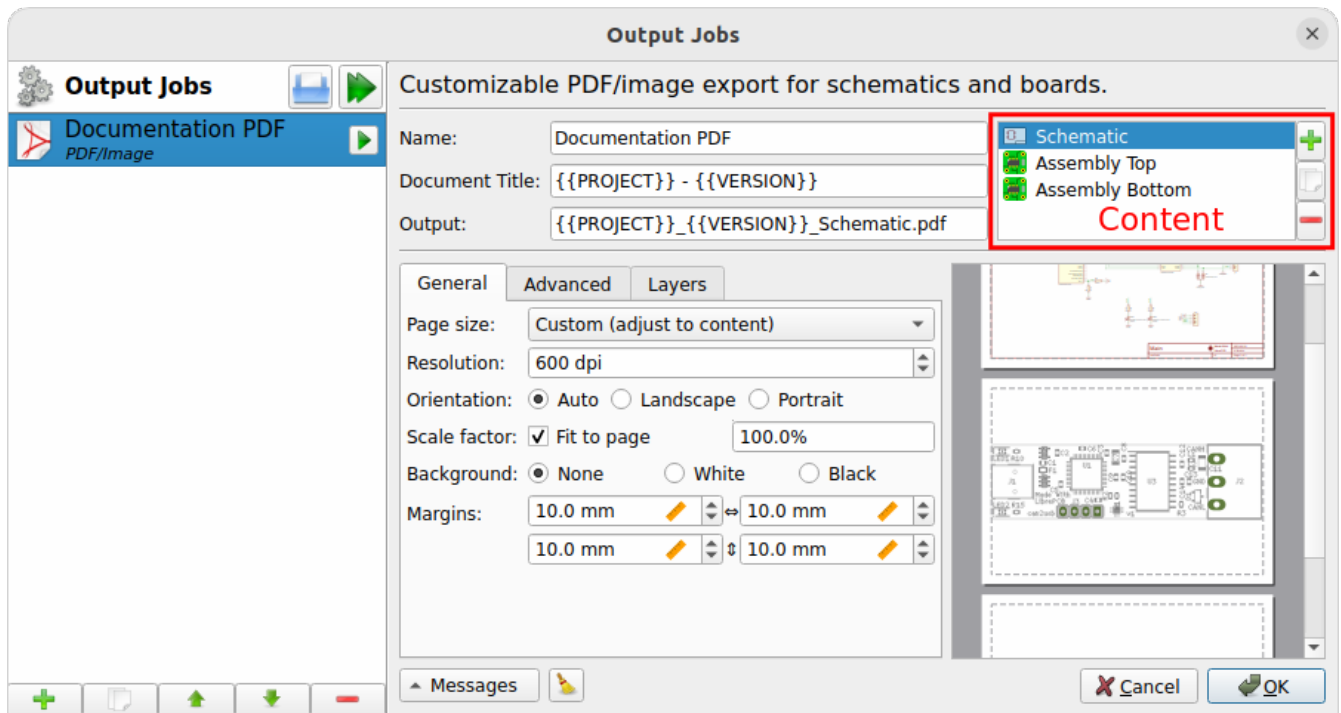 Output Jobs
Output Jobs
Documentation PDF
PDF/Image
Customizable PDF/image export for schematics and boards.
Name: Documentation PDF
Document Title: {{PROJECT}} - {{VERSION}}
Output: {{PROJECT}}_{{VERSION}}_Schematic.pdf
Schematic
Assembly Top
Assembly Bottom
Content
General Advanced Layers
Page size: Custom (adjust to content)
Resolution: 600 dpi
Orientation: Auto Landscape Portrait
Scale factor: Fit to page 100.0%
Background: None White Black
Margins: 10.0 mm 10.0 mm
10.0 mm 10.0 mm
Messages
Cancel OK